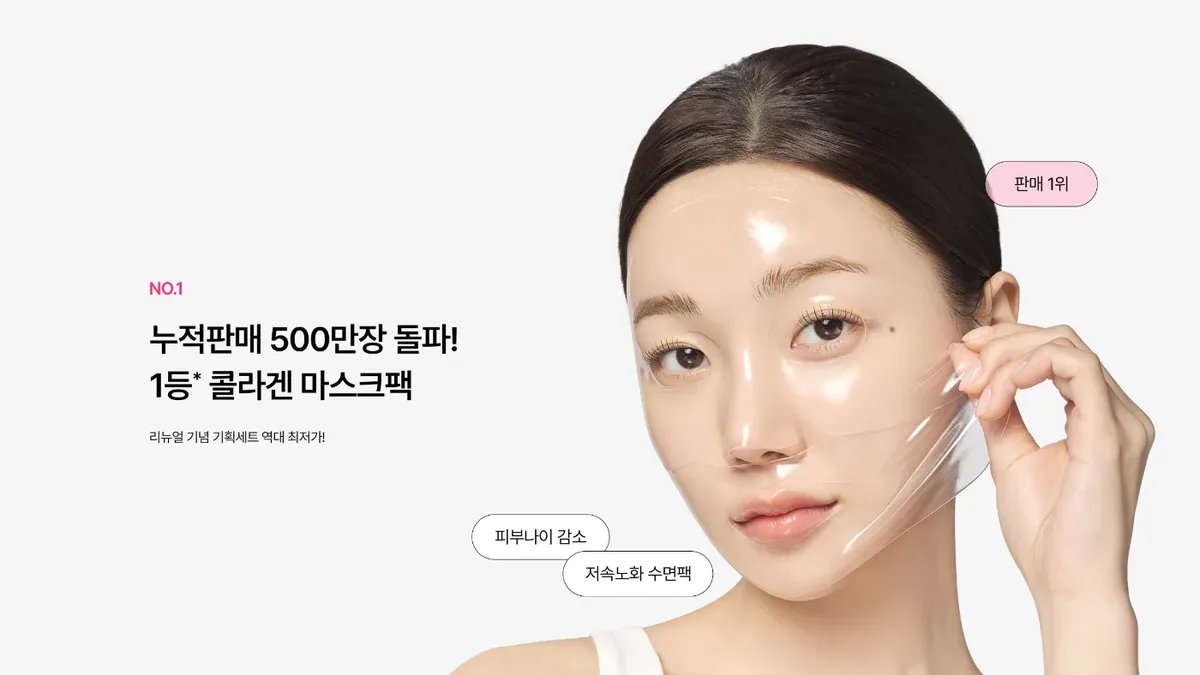 NO.1
누적판매 500만장 돌파!
1등* 콜라겐 마스크팩
리뉴얼 기념 기획세트 역대 최저가!
판매 1위
피부나이 감소
저속노화 수면팩